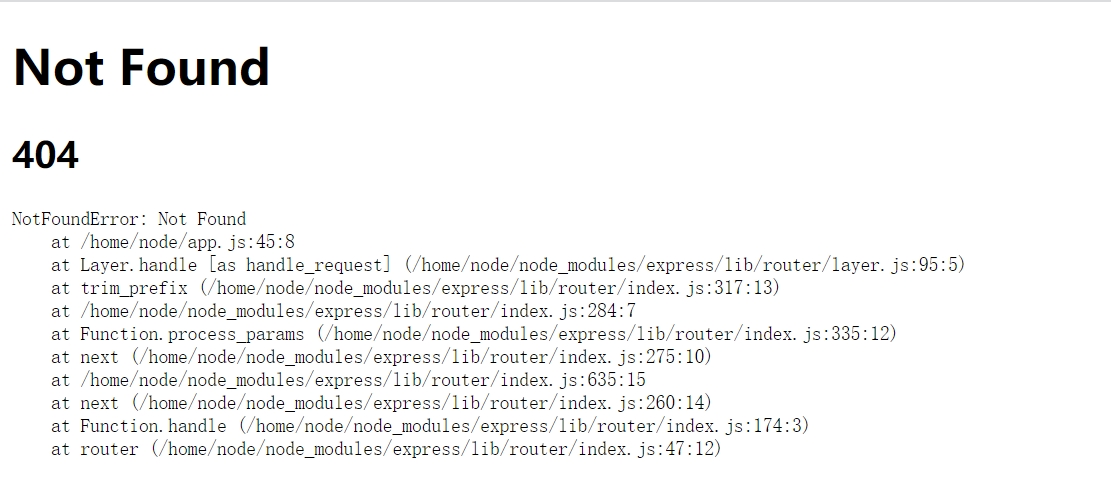 Not Found
404
NotFoundError: Not Found
    at /home/node/app.js:45:8
    at Layer.handle [as handle_request] (/home/node/node_modules/express/lib/router/layer.js:95:5)
    at trim_prefix (/home/node/node_modules/express/lib/router/index.js:317:13)
    at /home/node/node_modules/express/lib/router/index.js:284:7
    at Function.process_params (/home/node/node_modules/express/lib/router/index.js:335:12)
    at next (/home/node/node_modules/express/lib/router/index.js:275:10)
    at /home/node/node_modules/express/lib/router/index.js:635:15
    at next (/home/node/node_modules/express/lib/router/index.js:260:14)
    at Function.handle (/home/node/node_modules/express/lib/router/index.js:174:3)
    at router (/home/node/node_modules/express/lib/router/index.js:47:12)